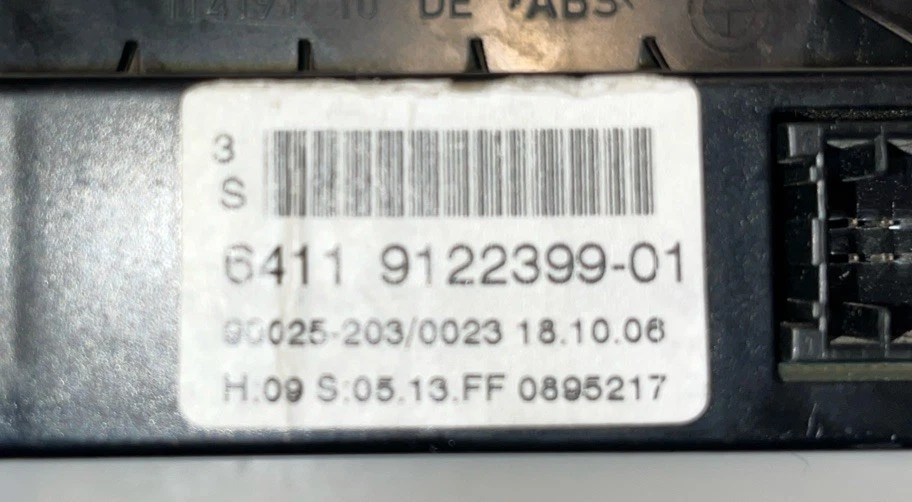 DE >ABS<
3
S
6411 9122399-01
90025-203/0023 18.10.06
H:09 S:05.13.FF 0895217